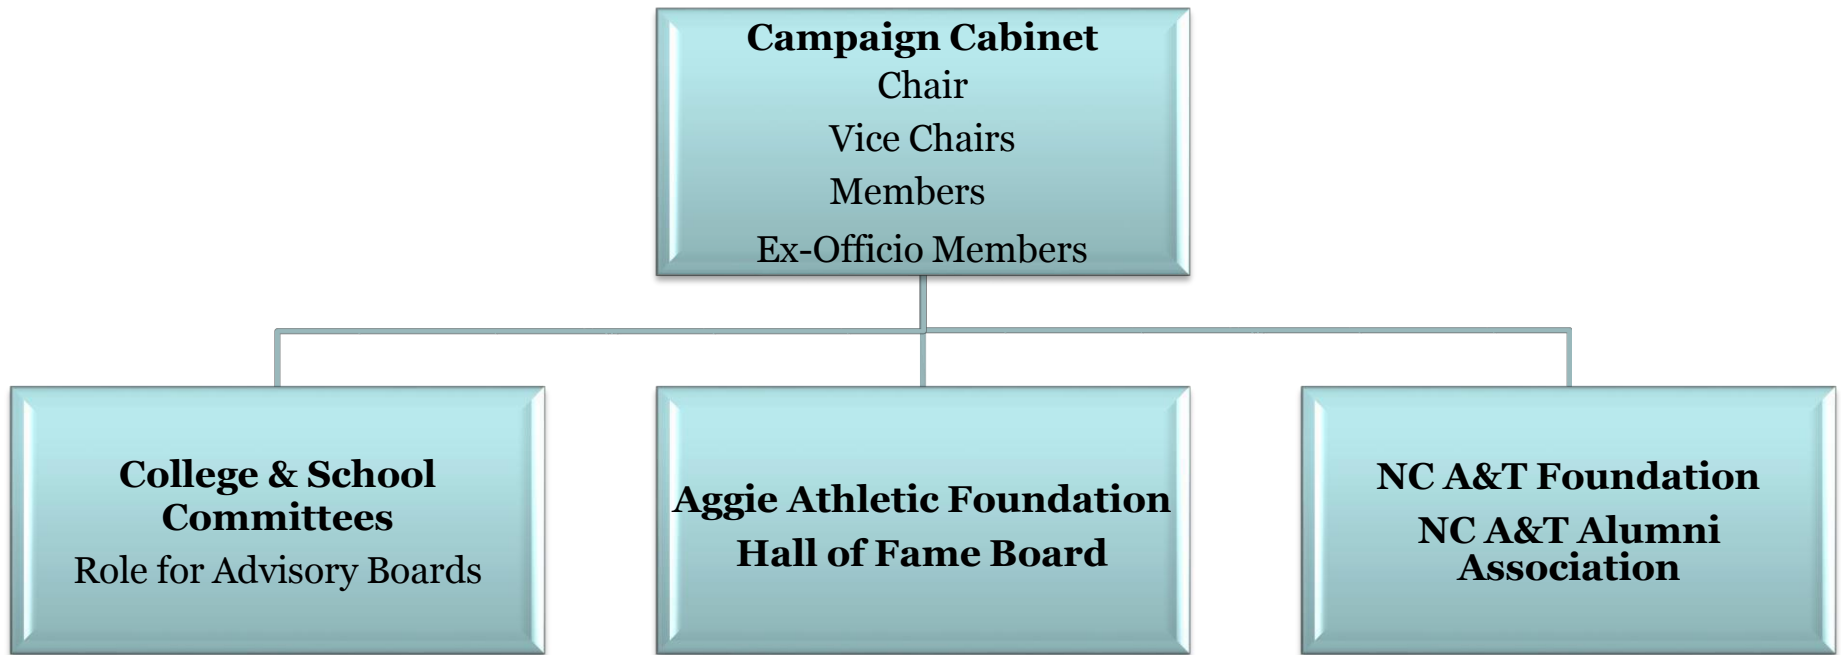 Campaign Cabinet
Chair
Vice Chairs
Members
Ex-Officio Members
College & School
Committees
Role for Advisory Boards
Aggie Athletic Foundation
Hall of Fame Board
NC A&T Foundation
NC A&T Alumni
Association